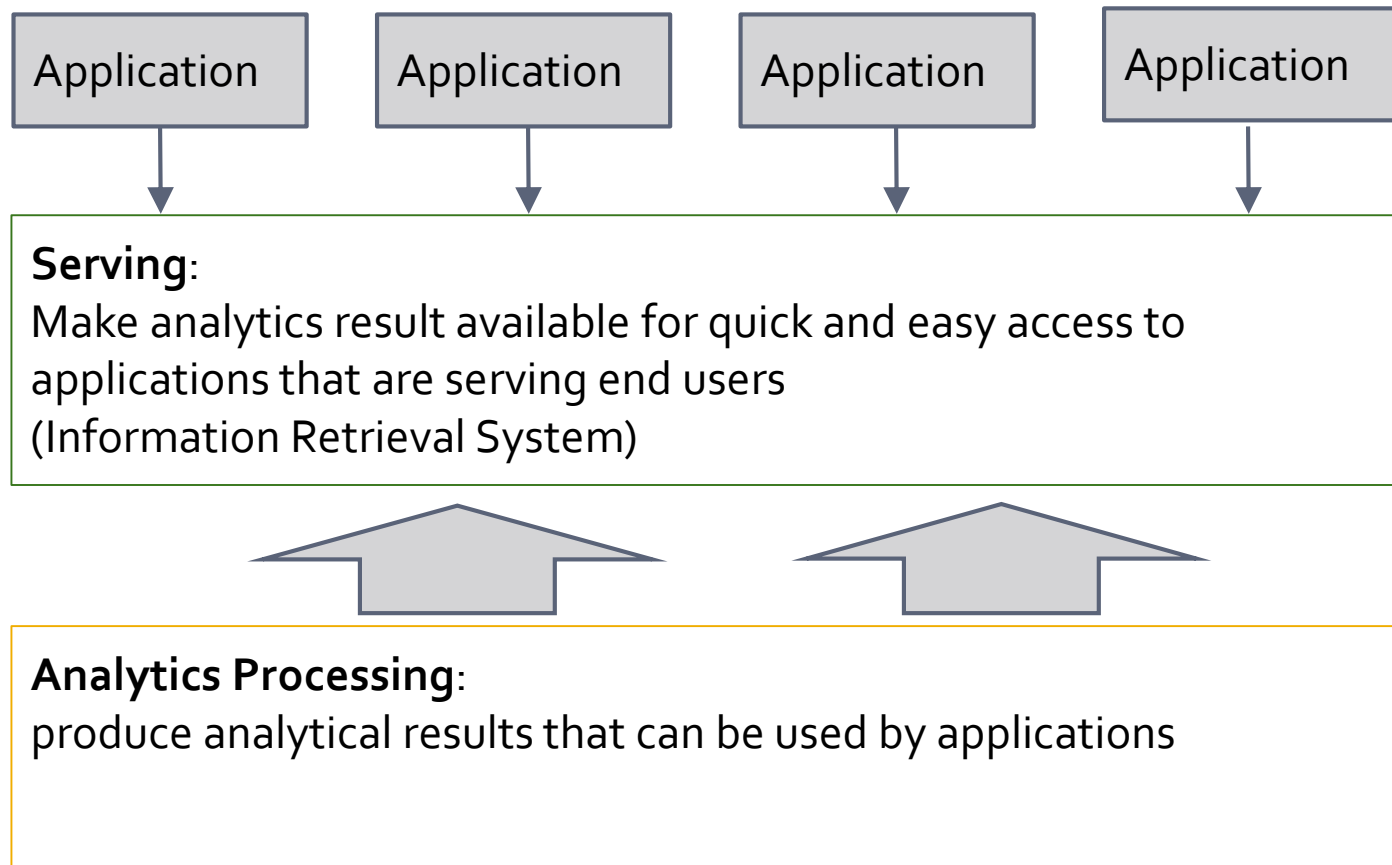 Application
Application
Application
Application
Serving:
Make analytics result available for quick and easy access to
applications that are serving end users
(Information Retrieval System)
Analytics Processing:
produce analytical results that can be used by applications